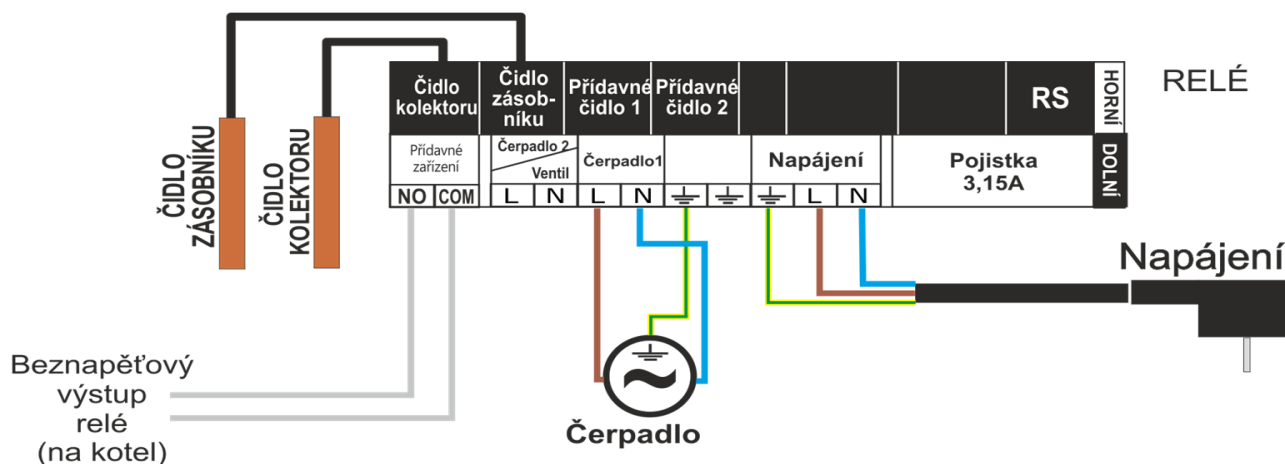 Čidlo
kolektoru
Čidlo
zásob-
níku
Přídavné
čidlo 1
Přídavné
čidlo 2
RS
HORNÍ
RELÉ
Přídavné
zařízení
Čerpadlo 2
Ventil
Čerpadlo1
Napájení
Pojistka
3,15A
DOLNÍ
NO COM
L N
L N
L N
ČIDLO
ZÁSOBNÍKU
ČIDLO
KOLEKTORU
Napájení
Beznapěťový
výstup
relé
(na kotel)
Čerpadlo